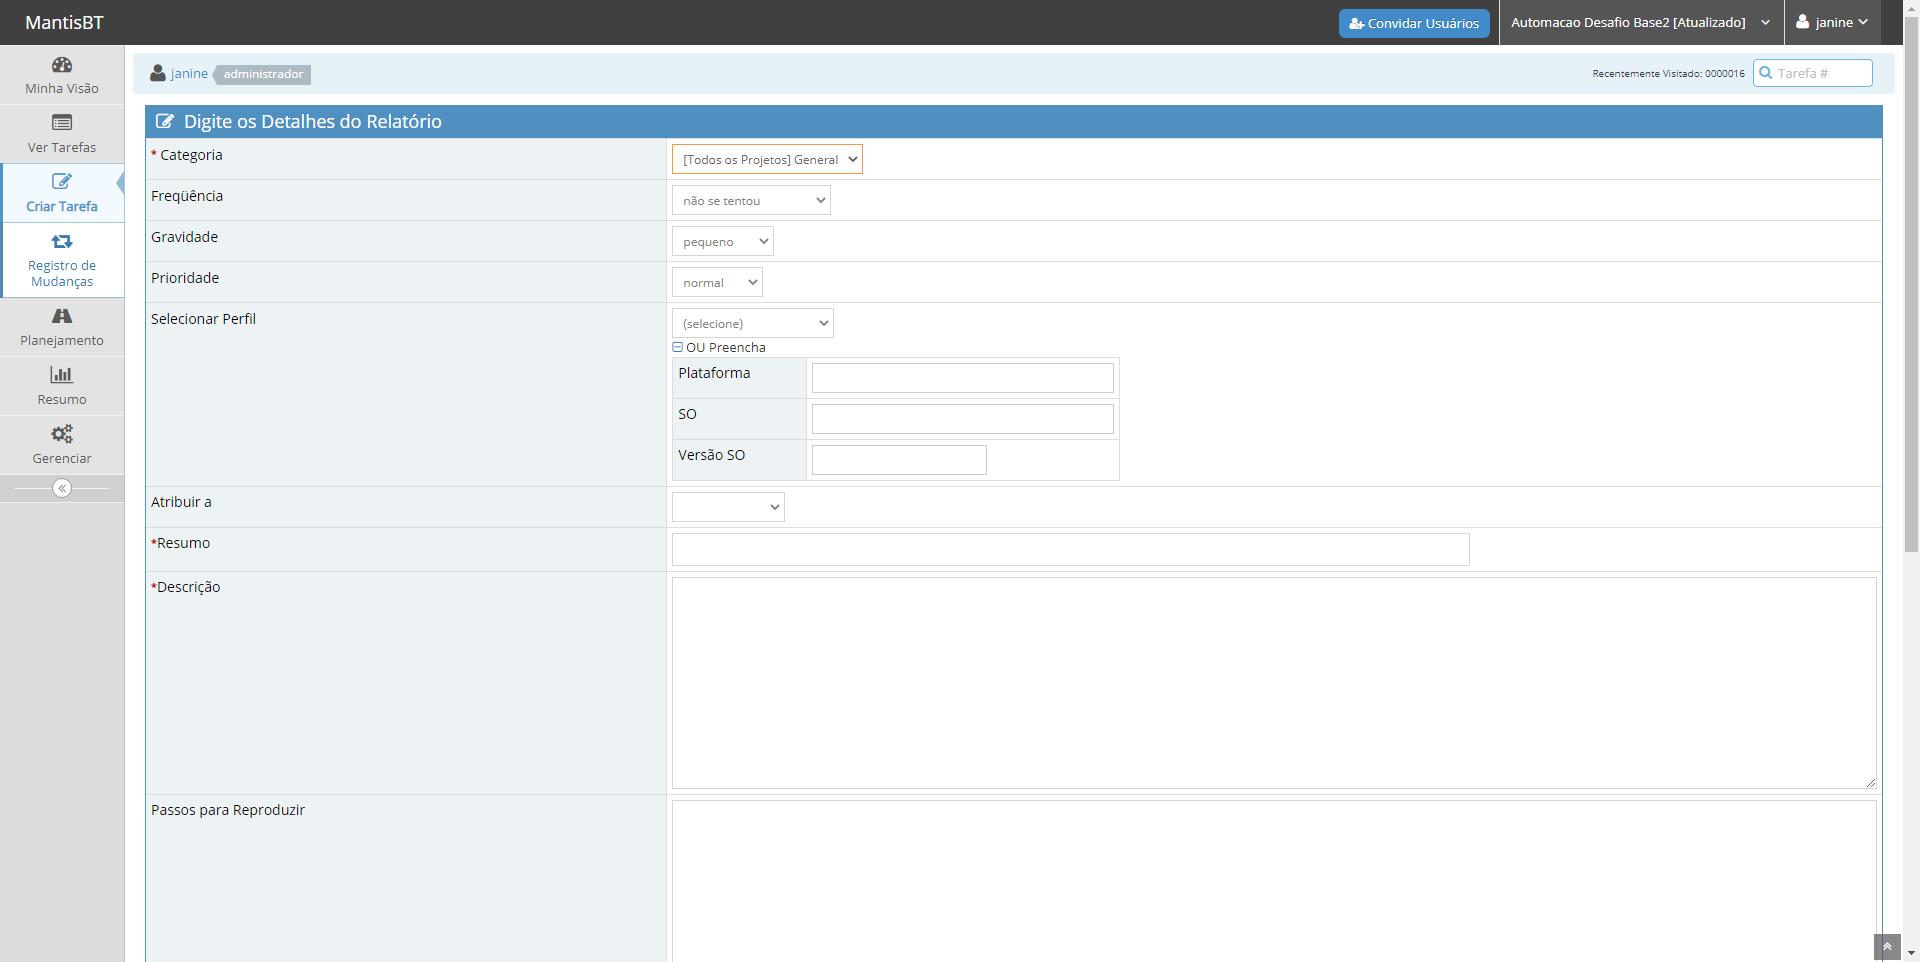 MantisBT
Convidar Usuários
Automacao Desafio Base2 [Atualizado]
janine
Minha Visão
Ver Tarefas
Criar Tarefa
Registro de
Mudanças
Planejamento
Resumo
Gerenciar
janine administrador
Recentemente Visitado: 0000016
Tarefa #
Digite os Detalhes do Relatório
* Categoria
[Todos os Projetos] General
Freqüência
não se tentou
Gravidade
pequeno
Prioridade
normal
Selecionar Perfil
(selecione)
OU Preencha
Plataforma
SO
Versão SO
Atribuir a
*Resumo
*Descrição
Passos para Reproduzir